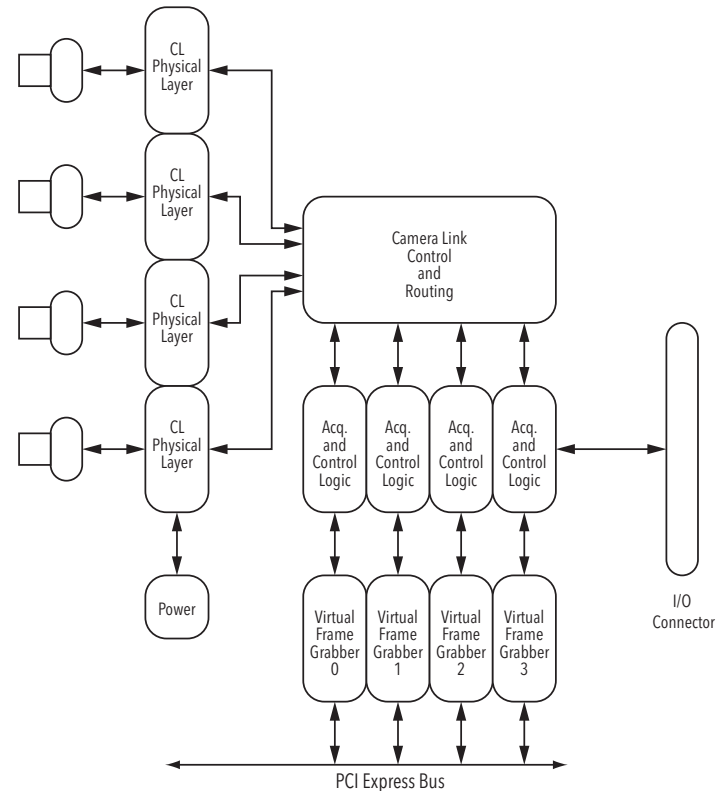 CL
Physical
Layer
CL
Physical
Layer
CL
Physical
Layer
CL
Physical
Layer
Power
Camera Link
Control
and
Routing
Acq.
and
Control
Logic
Acq.
and
Control
Logic
Acq.
and
Control
Logic
Acq.
and
Control
Logic
Virtual
Frame
Grabber
0
Virtual
Frame
Grabber
1
Virtual
Frame
Grabber
2
Virtual
Frame
Grabber
3
I/O
Connector
PCI Express Bus